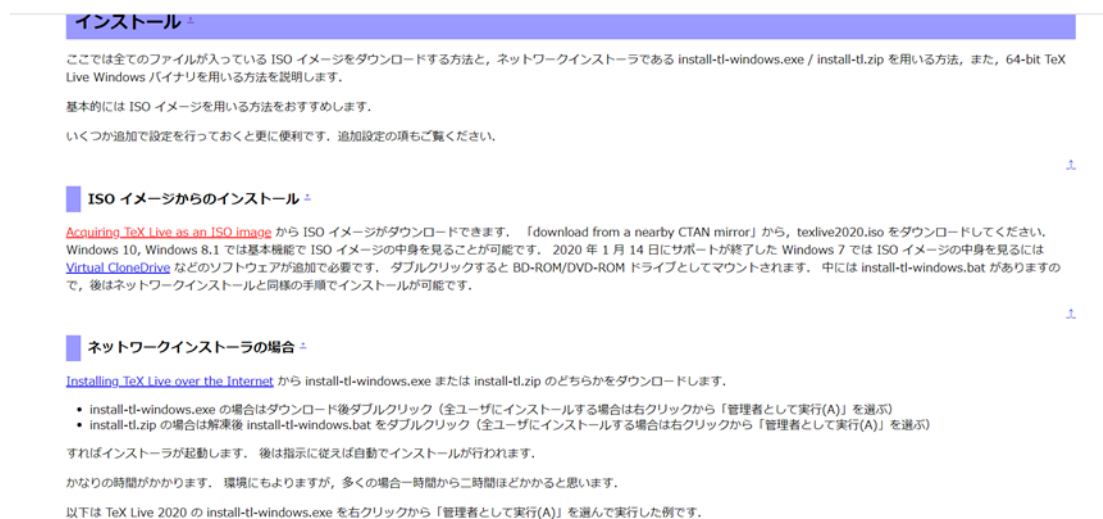 インストール
ここでは全てのファイルが入っている ISO イメージをダウンロードする方法と，ネットワークインストーラである install-tl-windows.exe / install-tl.zip を用いる方法，また，64-bit TeX
Live Windows バイナリを用いる方法を説明します．
基本的には ISO イメージを用いる方法をおすすめします．
いくつか追加で設定を行っておくと更に便利です．追加設定の項もご覧ください．
ISO イメージからのインストール
Acquiring TeX Live as an ISO image から ISO イメージがダウンロードできます． 「download from a nearby CTAN mirror」から，texlive2020.iso をダウンロードしてください．
Windows 10, Windows 8.1 では基本機能で ISO イメージの中身を見ることが可能です． 2020 年 1 月 14 日にサポートが終了した Windows 7 では ISO イメージの中身を見るには
Virtual CloneDrive などのソフトウェアが追加で必要です． ダブルクリックすると BD-ROM/DVD-ROM ドライブとしてマウントされます． 中には install-tl-windows.bat がありますの
で，後はネットワークインストールと同様の手順でインストールが可能です．
ネットワークインストーラの場合
Installing TeX Live over the Internet から install-tl-windows.exe または install-tl.zip のどちらかをダウンロードします．
• install-tl-windows.exe の場合はダウンロード後ダブルクリック（全ユーザにインストールする場合は右クリックから「管理者として実行(A)」を選ぶ）
• install-tl.zip の場合は解凍後 install-tl-windows.bat をダブルクリック（全ユーザにインストールする場合は右クリックから「管理者として実行(A)」を選ぶ）
すればインストーラが起動します． 後は指示に従えば自動でインストールが行われます．
かなりの時間がかかります． 環境にもよりますが，多くの場合一時間から二時間ほどかかると思います．
以下は TeX Live 2020 の install-tl-windows.exe を右クリックから「管理者として実行(A)」を選んで実行した例です．